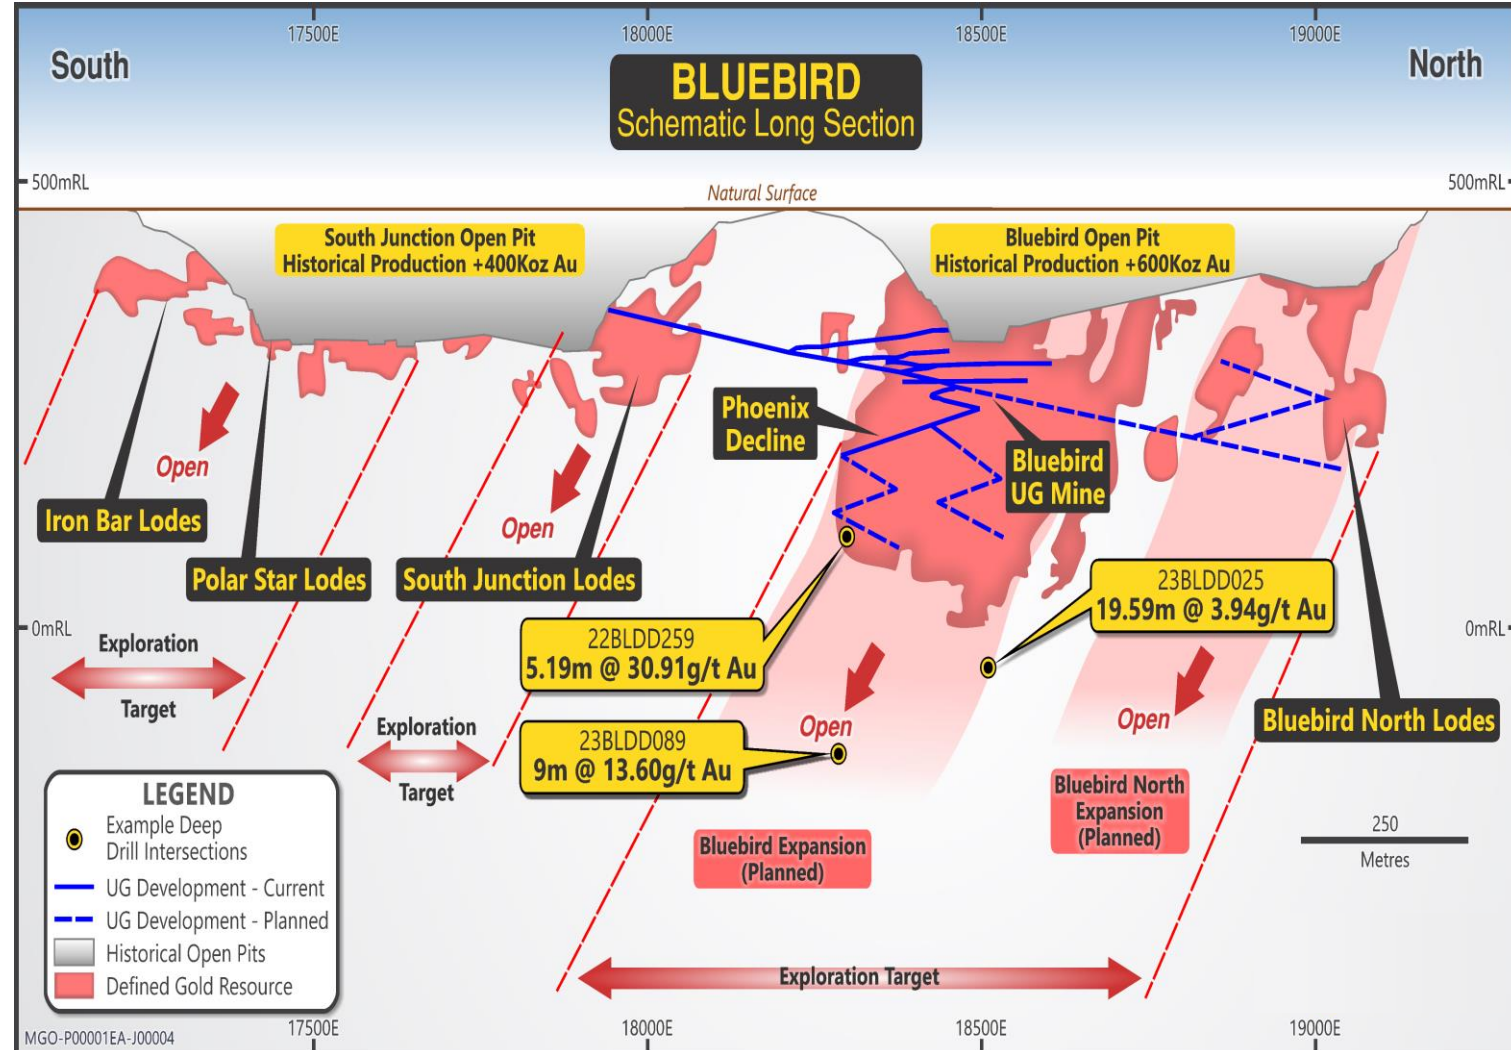 17500E
18000E
18500E
19000E
South
North
BLUEBIRD
Schematic Long Section
500mRL
500mRL
Natural Surface
South Junction Open Pit
Historical Production +400Koz Au
Bluebird Open Pit
Historical Production +600Koz Au
Phoenix
Decline
Bluebird
UG Mine
Open
Iron Bar Lodes
Open
Polar Star Lodes
South Junction Lodes
23BLDD025
19.59m @ 3.94g/t Au
0mRL
0mRL
22BLDD259
5.19m @ 30.91g/t Au
Exploration
Target
Exploration
Target
Open
Open
Bluebird North Lodes
23BLDD089
9m @ 13.60g/t Au
Bluebird North
Expansion
(Planned)
Bluebird Expansion
(Planned)
250
Metres
LEGEND
Example Deep
Drill Intersections
UG Development - Current
UG Development - Planned
Historical Open Pits
Defined Gold Resource
Exploration Target
MGO-P00001EA-J00004
17500E
18000E
18500E
19000E